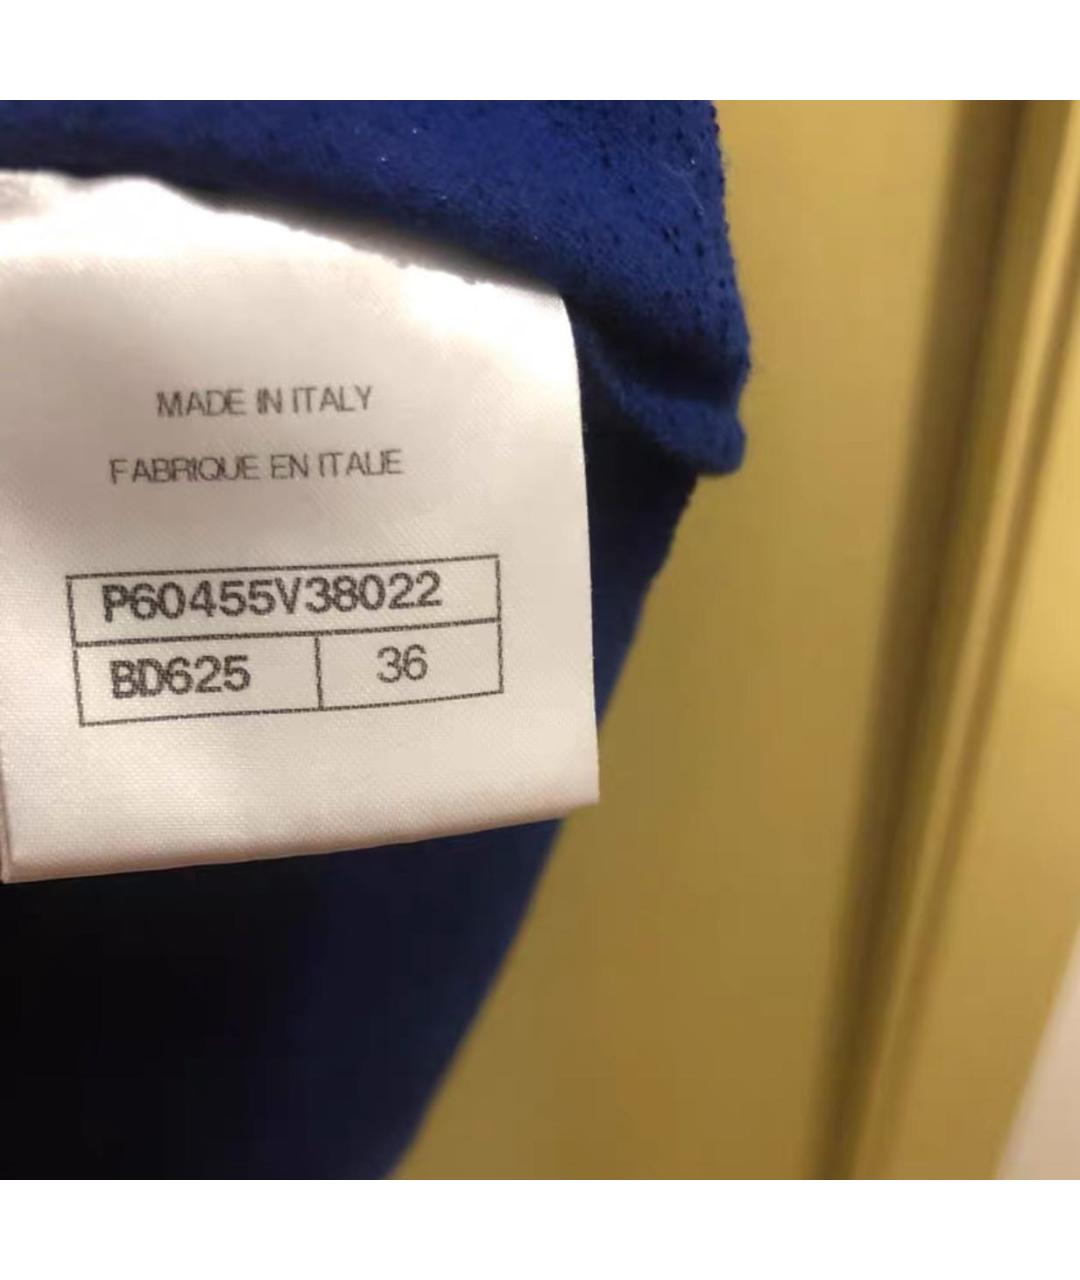 MADE IN ITALY
FABRIQUE EN ITALIE
P60455V38022
BD625 36